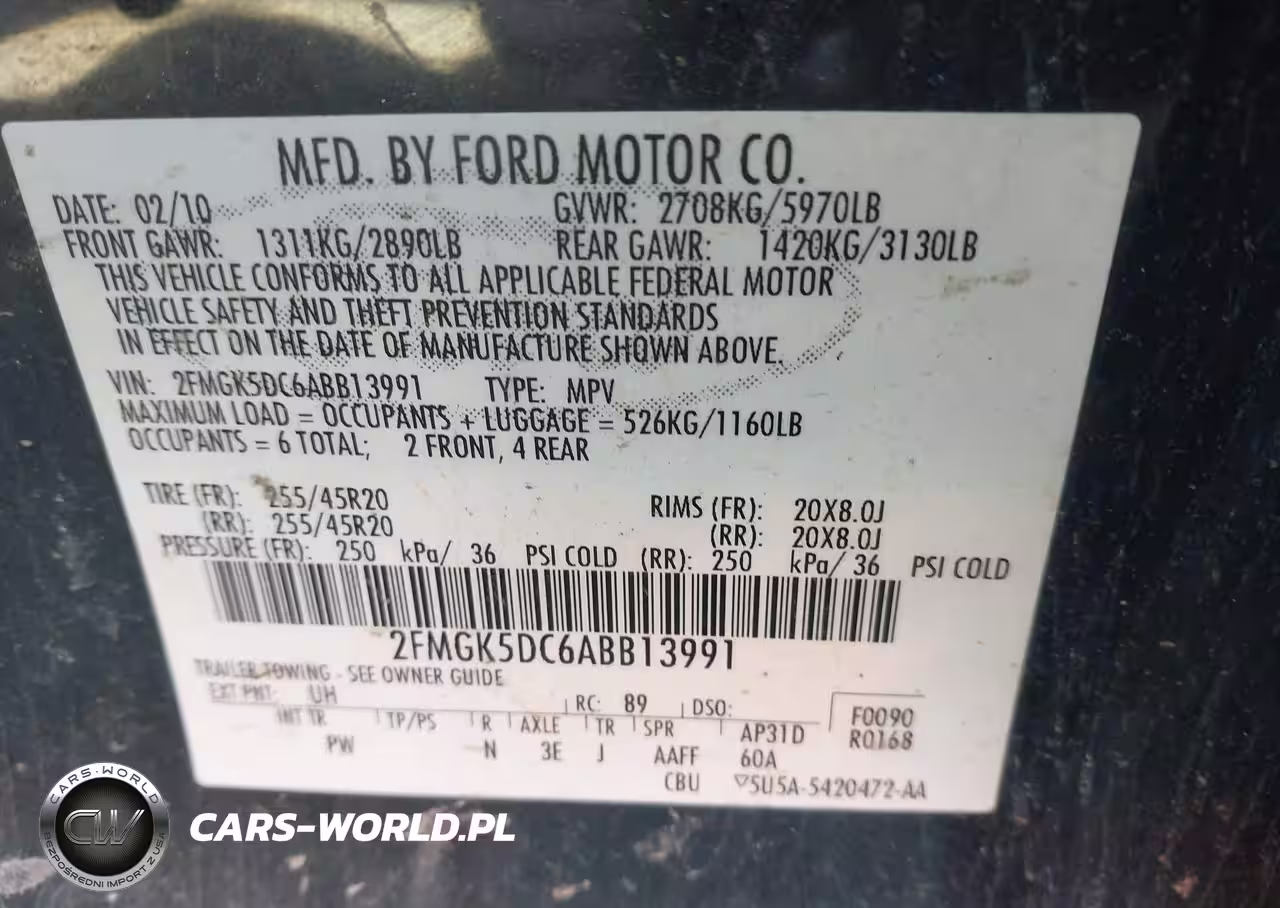 MFD. BY FORD MOTOR CO.
DATE: 02/10 GVWR: 2708KG/5970LB
FRONT GAWR: 1311KG/2890LB REAR GAWR: 1420KG/3130LB
THIS VEHICLE CONFORMS TO ALL APPLICABLE FEDERAL MOTOR
VEHICLE SAFETY AND THEFT PREVENTION STANDARDS
IN EFFECT ON THE DATE OF MANUFACTURE SHOWN ABOVE.
VIN: 2FMGK5DC6ABB13991 TYPE: MPV
MAXIMUM LOAD = OCCUPANTS + LUGGAGE = 526KG/1160LB
OCCUPANTS = 6 TOTAL; 2 FRONT, 4 REAR
TIRE (FR): 255/45R20 RIMS (FR): 20X8.0J
(RR): 255/45R20 (RR): 20X8.0J
PRESSURE (FR): 250 kPa/ 36 PSI COLD (RR): 250 kPa/ 36 PSI COLD
2FMGK5DC6ABB13991
TRAILER TOWING - SEE OWNER GUIDE
EXT PNT: UH RC: 89 DSO: F0090
INT TR TP/PS R AXLE TR SPR AP31D R0168
PW N 3E J AAFF 60A
CBU ▽5U5A-5420472-AA
CARS-WORLD
CW
BEZPOŚREDNI IMPORT Z USA
CARS-WORLD.PL